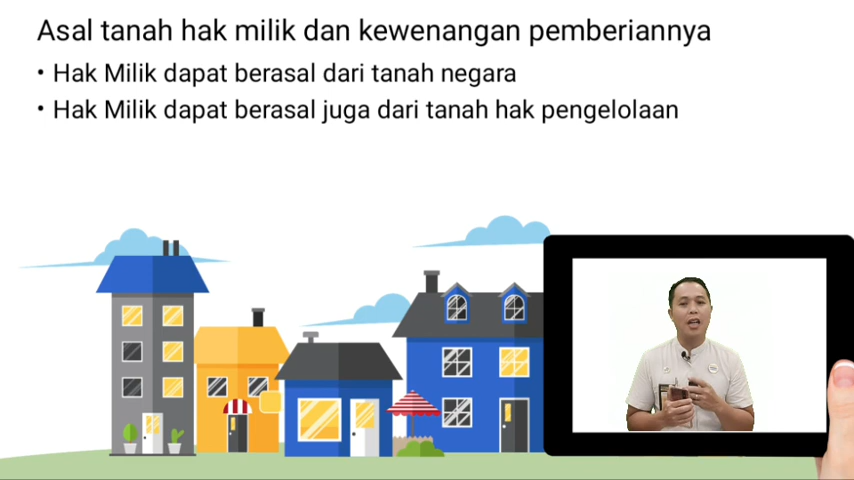 Asal tanah hak milik dan kewenangan pemberiannya
• Hak Milik dapat berasal dari tanah negara
• Hak Milik dapat berasal juga dari tanah hak pengelolaan